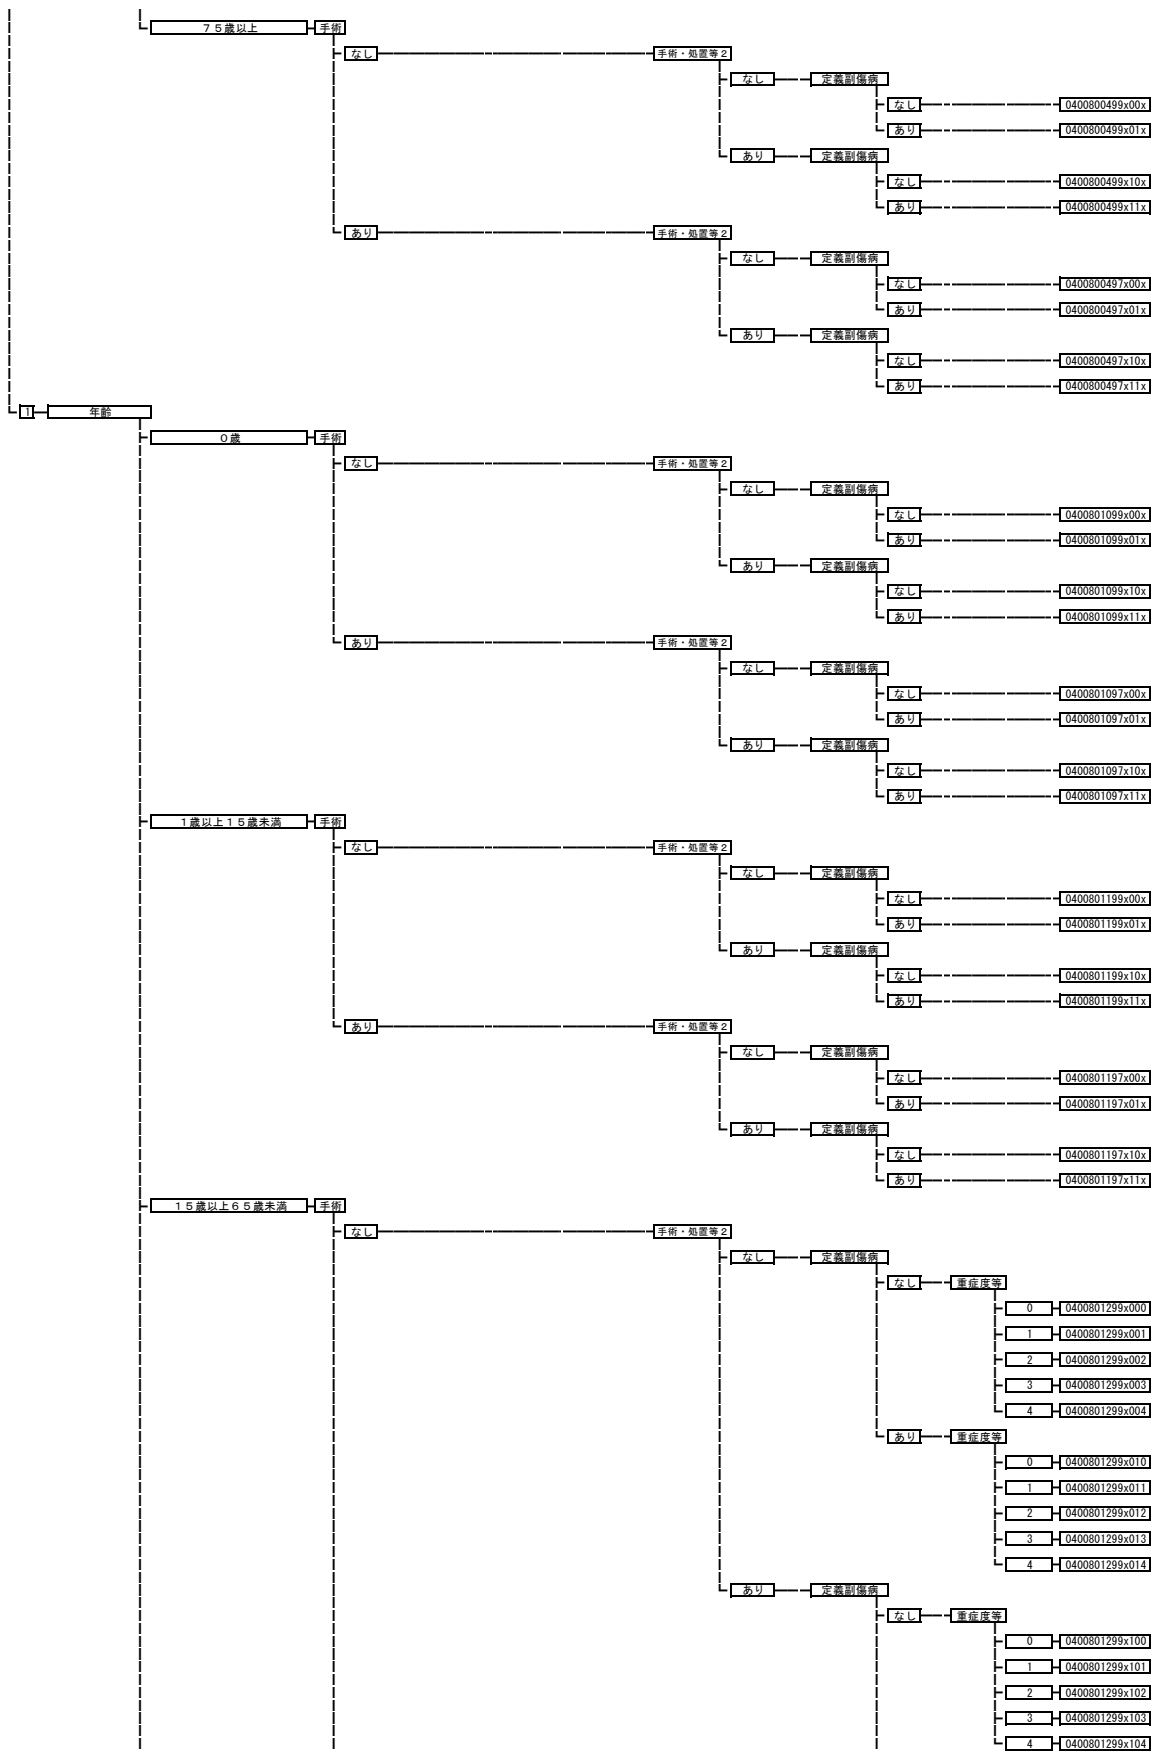 ７５歳以上 手術
なし 手術・処置等２
なし 定義副傷病
なし 0400800499x00x
あり 0400800499x01x
あり 定義副傷病
なし 0400800499x10x
あり 0400800499x11x
あり 手術・処置等２
なし 定義副傷病
なし 0400800497x00x
あり 0400800497x01x
あり 定義副傷病
なし 0400800497x10x
あり 0400800497x11x
1 年齢
０歳 手術
なし 手術・処置等２
なし 定義副傷病
なし 0400801099x00x
あり 0400801099x01x
あり 定義副傷病
なし 0400801099x10x
あり 0400801099x11x
あり 手術・処置等２
なし 定義副傷病
なし 0400801097x00x
あり 0400801097x01x
あり 定義副傷病
なし 0400801097x10x
あり 0400801097x11x
１歳以上１５歳未満 手術
なし 手術・処置等２
なし 定義副傷病
なし 0400801199x00x
あり 0400801199x01x
あり 定義副傷病
なし 0400801199x10x
あり 0400801199x11x
あり 手術・処置等２
なし 定義副傷病
なし 0400801197x00x
あり 0400801197x01x
あり 定義副傷病
なし 0400801197x10x
あり 0400801197x11x
１５歳以上６５歳未満 手術
なし 手術・処置等２
なし 定義副傷病
なし 重症度等
0 0400801299x000
1 0400801299x001
2 0400801299x002
3 0400801299x003
4 0400801299x004
あり 重症度等
0 0400801299x010
1 0400801299x011
2 0400801299x012
3 0400801299x013
4 0400801299x014
あり 定義副傷病
なし 重症度等
0 0400801299x100
1 0400801299x101
2 0400801299x102
3 0400801299x103
4 0400801299x104